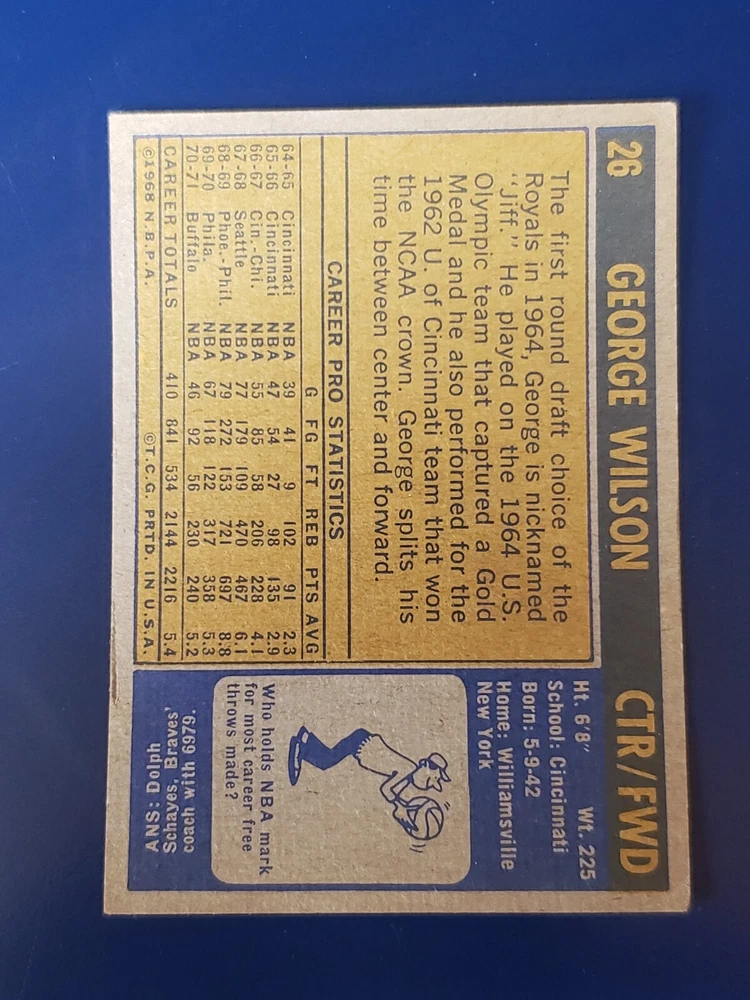 26 GEORGE WILSON CTR/FWD
The first round draft choice of the
Royals in 1964, George is nicknamed
"Jiff." He played on the 1964 U.S.
Olympic team that captured a Gold
Medal and he also performed for the
1962 U. of Cincinnati team that won
the NCAA crown. George splits his
time between center and forward.
CAREER PRO STATISTICS
G FG FT REB PTS AVG
64-65 Cincinnati NBA 39 41 9 102 91 2.3
65-66 Cincinnati NBA 47 54 27 98 135 2.9
66-67 Cin.-Chi. NBA 55 85 58 206 228 4.1
67-68 Seattle NBA 77 179 109 470 467 6.1
68-69 Phoe.-Phil. NBA 79 272 153 721 697 8.8
69-70 Phila. NBA 67 118 122 317 358 5.3
70-71 Buffalo NBA 46 92 56 230 240 5.2
CAREER TOTALS 410 841 534 2144 2216 5.4
©1968 N.B.P.A. ©T.C.G. PRTD. IN U.S.A.
Ht. 6'8" Wt. 225
School: Cincinnati
Born: 5-9-42
Home: Williamsville
New York
Who holds NBA mark
for most career free
throws made?
ANS: Dolph
Schayes, Braves'
coach with 6979.